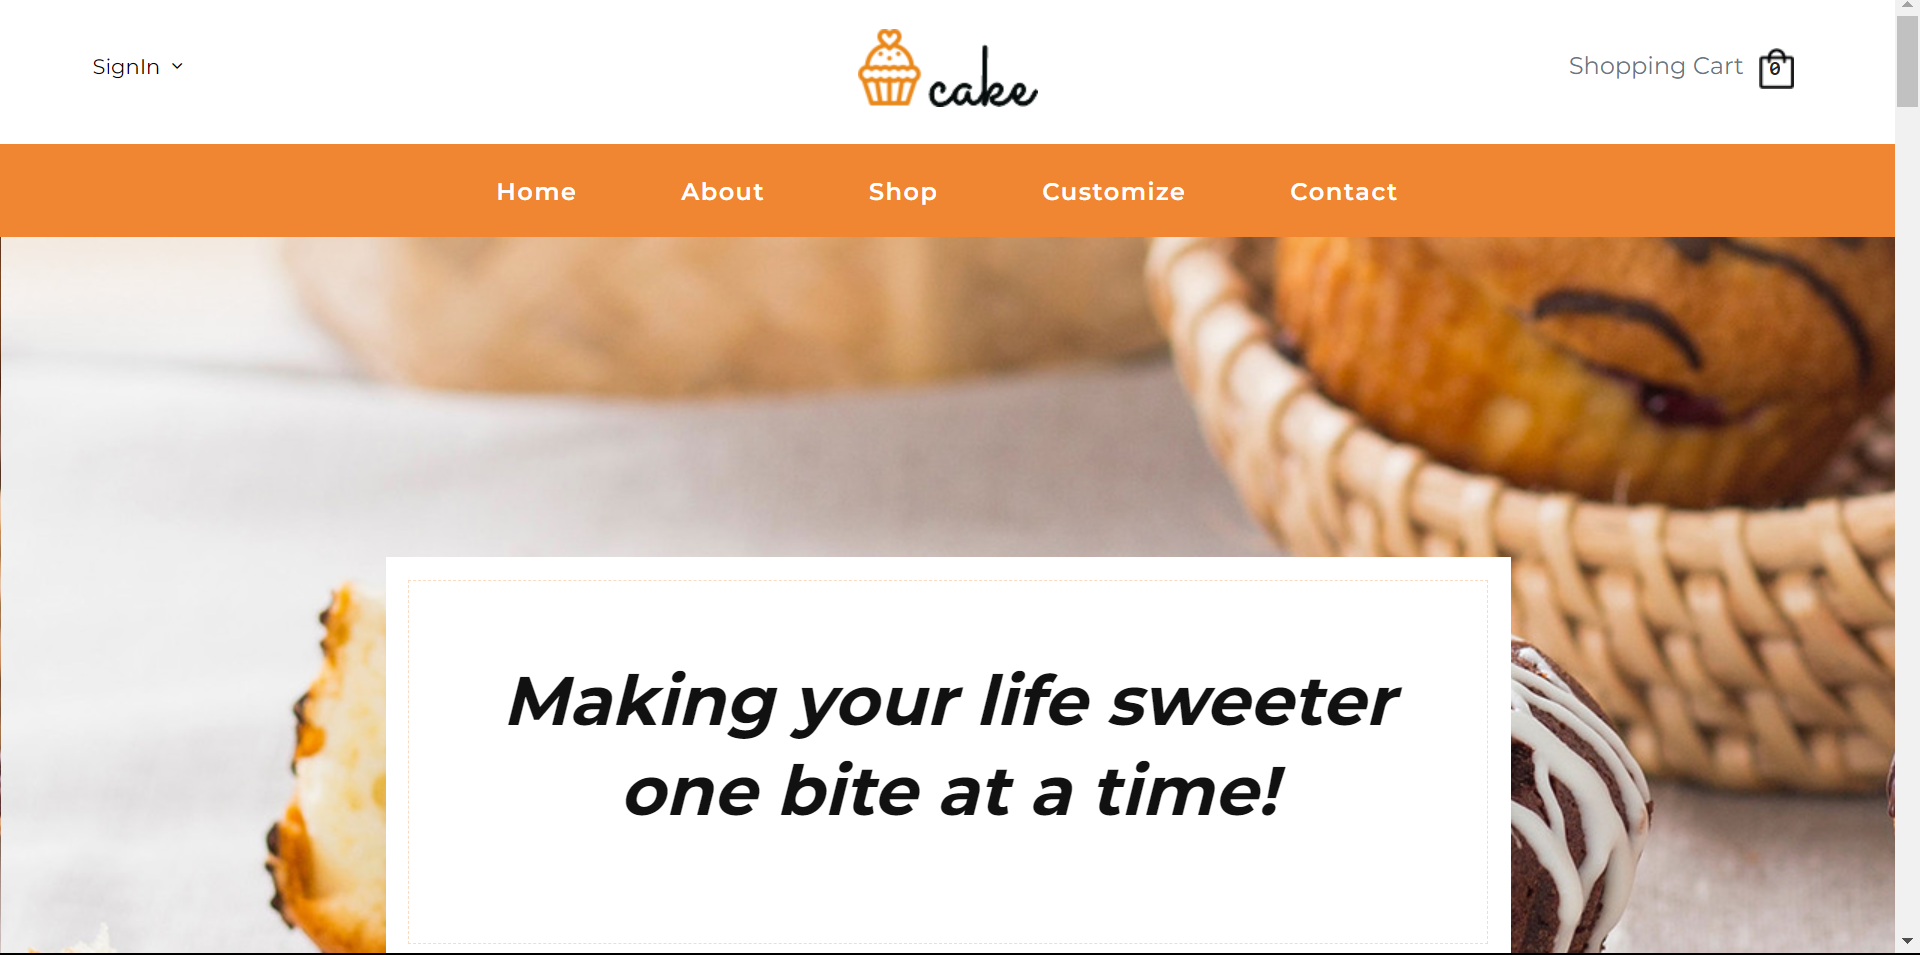 SignIn
cake
Shopping Cart 0
Home About Shop Customize Contact
Making your life sweeter
one bite at a time!